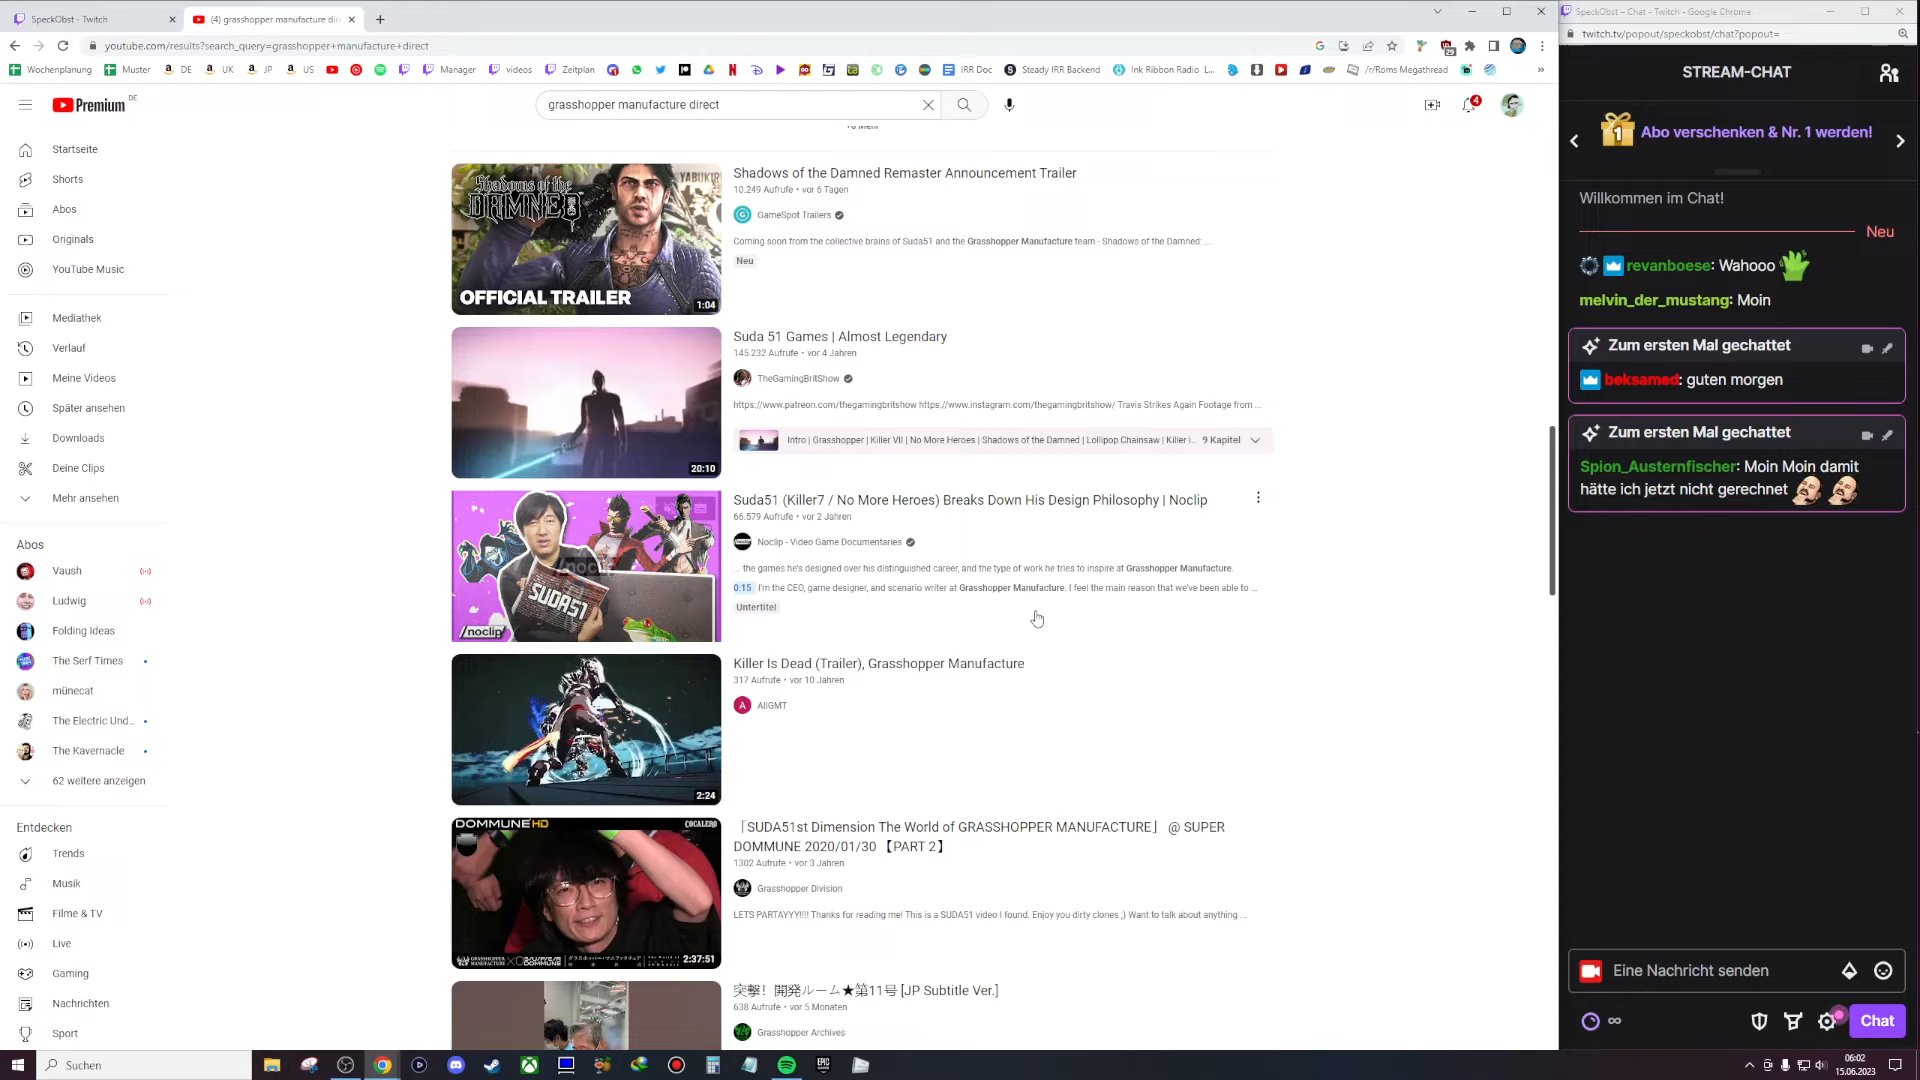 SpeckObst - Twitch
(4) grasshopper manufacture dir
SpeckObst – Chat - Twitch - Google Chrome
youtube.com/results?search_query=grasshopper+manufacture+direct
twitch.tv/popout/speckobst/chat?popout=
Wochenplanung
Muster
DE
UK
JP
US
Manager
videos
Zeitplan
IRR Doc
Steady IRR Backend
Ink Ribbon Radio L...
/r/Roms Megathread
Premium DE
grasshopper manufacture direct
4
STREAM-CHAT
1
Abo verschenken & Nr. 1 werden!
Willkommen im Chat!
Neu
revanboese: Wahooo
melvin_der_mustang: Moin
Zum ersten Mal gechattet
beksamed: guten morgen
Zum ersten Mal gechattet
Spion_Austernfischer: Moin Moin damit
hätte ich jetzt nicht gerechnet
Eine Nachricht senden
Chat
Startseite
Shorts
Abos
Originals
YouTube Music
Mediathek
Verlauf
Meine Videos
Später ansehen
Downloads
Deine Clips
Mehr ansehen
Abos
Vaush
Ludwig
Folding Ideas
The Serf Times
münecat
The Electric Und...
The Kavernacle
62 weitere anzeigen
Entdecken
Trends
Musik
Filme & TV
Live
Gaming
Nachrichten
Sport
Shadows of the DAMNED
YABUKIR
OFFICIAL TRAILER
1:04
Shadows of the Damned Remaster Announcement Trailer
10.249 Aufrufe • vor 6 Tagen
GameSpot Trailers
Coming soon from the collective brains of Suda51 and the Grasshopper Manufacture team - Shadows of the Damned: ...
Neu
20:10
Suda 51 Games | Almost Legendary
145.232 Aufrufe • vor 4 Jahren
TheGamingBritShow
https://www.patreon.com/thegamingbritshow https://www.instagram.com/thegamingbritshow/ Travis Strikes Again Footage from ...
Intro | Grasshopper | Killer VII | No More Heroes | Shadows of the Damned | Lollipop Chainsaw | Killer i... 9 Kapitel
SUDA51
/noclip
/noclip
Suda51 (Killer7 / No More Heroes) Breaks Down His Design Philosophy | Noclip
66.579 Aufrufe • vor 2 Jahren
Noclip - Video Game Documentaries
... the games he's designed over his distinguished career, and the type of work he tries to inspire at Grasshopper Manufacture.
0:15 I'm the CEO, game designer, and scenario writer at Grasshopper Manufacture. I feel the main reason that we've been able to ...
Untertitel
2:24
Killer Is Dead (Trailer), Grasshopper Manufacture
317 Aufrufe • vor 10 Jahren
A
AllGMT
DOMMUNE HD
COCALERO
2:37:51
「SUDA51st Dimension The World of GRASSHOPPER MANUFACTURE」 @ SUPER
DOMMUNE 2020/01/30 【PART 2】
1302 Aufrufe • vor 3 Jahren
Grasshopper Division
LETS PARTAYYY!!!! Thanks for reading me! This is a SUDA51 video I found. Enjoy you dirty clones ;) Want to talk about anything ...
突撃！開発ルーム★第11号 [JP Subtitle Ver.]
638 Aufrufe • vor 5 Monaten
Grasshopper Archives
Suchen
EPIC
06:02
15.06.2023